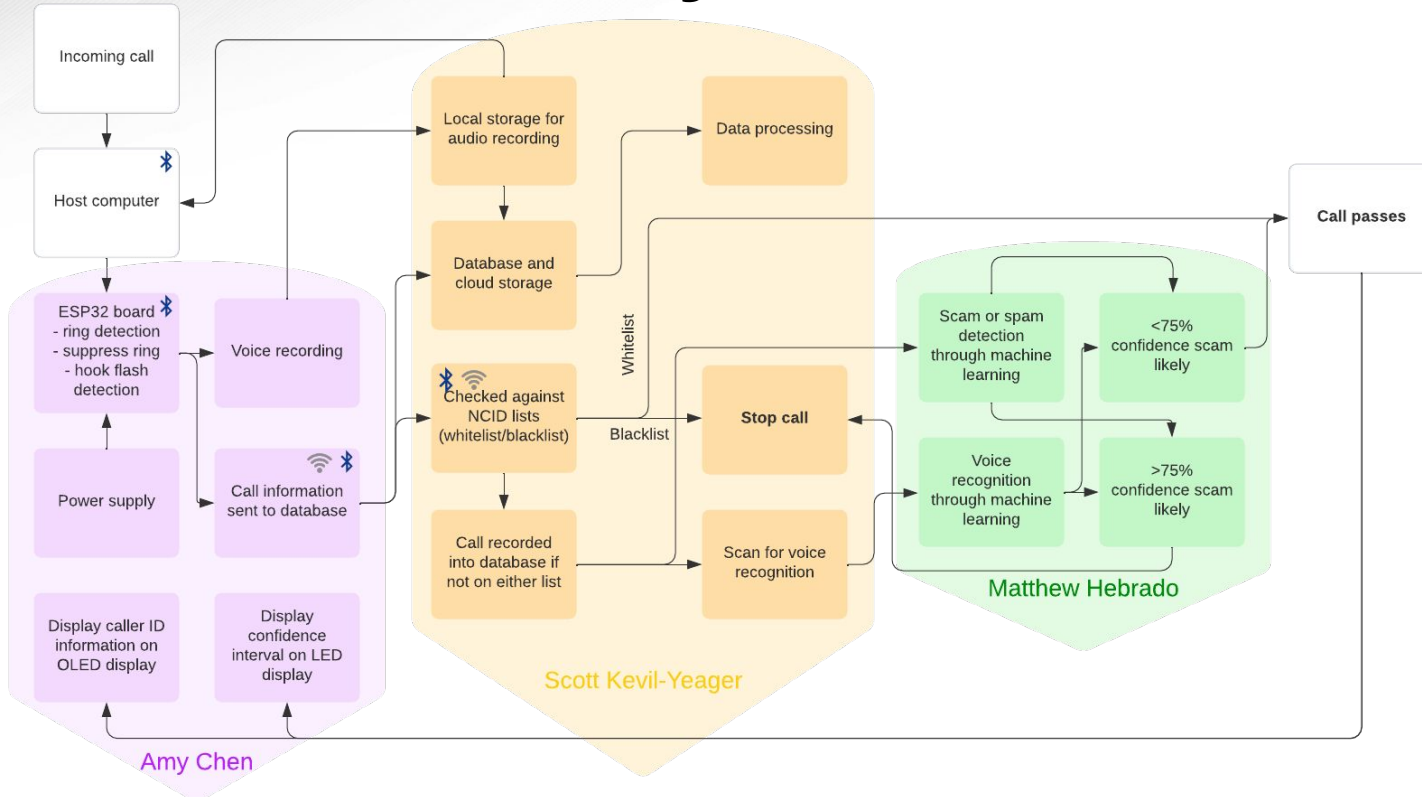 Incoming call
Host computer
ESP32 board
- ring detection
- suppress ring
- hook flash
detection
Voice recording
Power supply
Call information
sent to database
Display caller ID
information on
OLED display
Display
confidence
interval on LED
display
Amy Chen
Local storage for
audio recording
Data processing
Database and
cloud storage
Whitelist
Checked against
NCID lists
(whitelist/blacklist)
Blacklist
Stop call
Call recorded
into database if
not on either list
Scan for voice
recognition
Scott Kevil-Yeager
Scam or spam
detection
through machine
learning
<75%
confidence scam
likely
Voice
recognition
through machine
learning
>75%
confidence scam
likely
Matthew Hebrado
Call passes